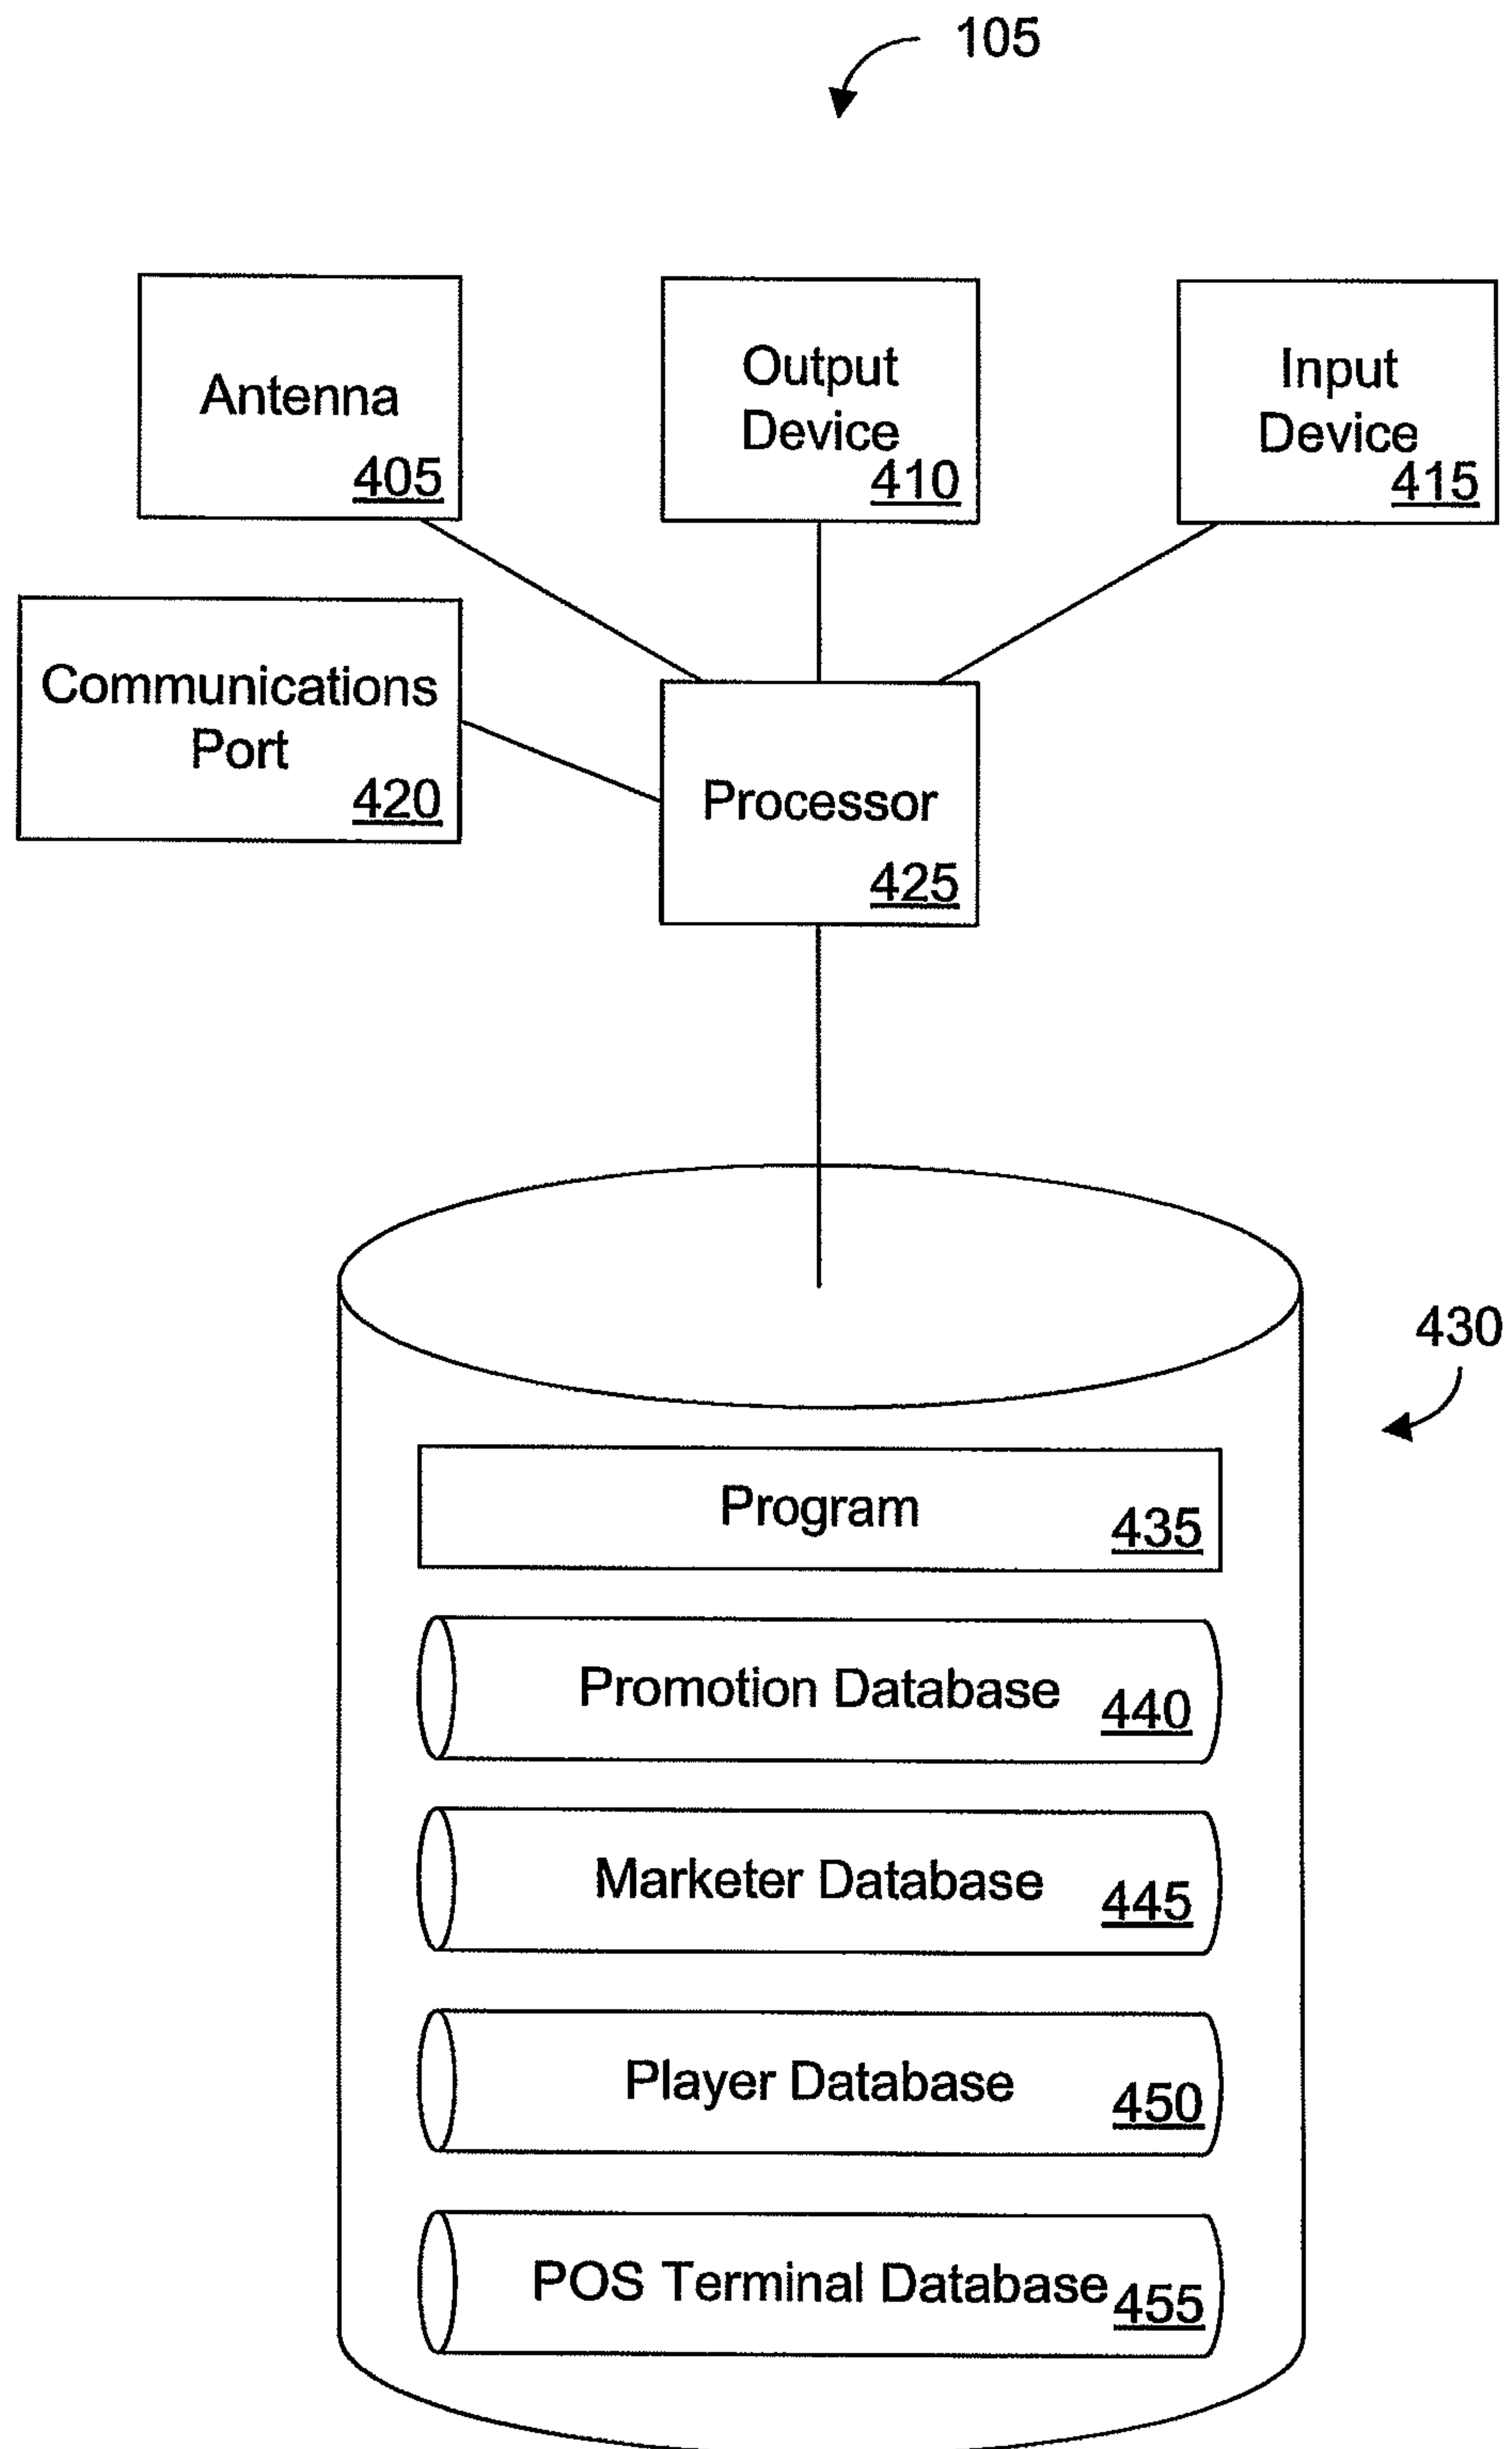 105
Antenna
405
Output
Device
410
Input
Device
415
Communications
Port
420
Processor
425
430
Program
435
Promotion Database
440
Marketer Database
445
Player Database
450
POS Terminal Database
455